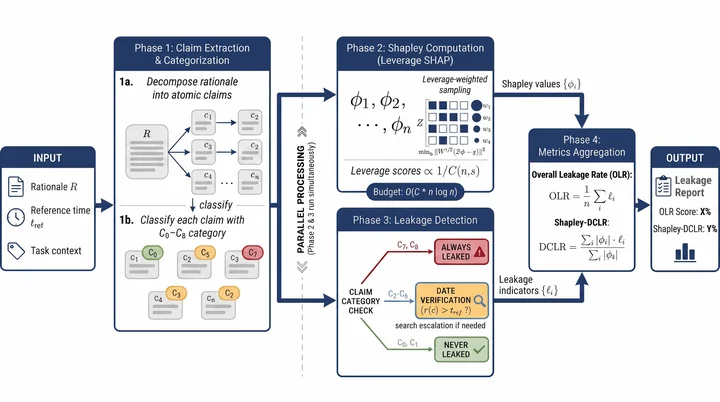 INPUT
Rationale R
Reference time
t_ref
Task context
Phase 1: Claim Extraction
& Categorization
1a. Decompose rationale
into atomic claims
R
c₁
c₂
c₃
c₂
c₄
...
cₙ
classify
1b. Classify each claim with
C₀–C₈ category
C₁
C₀
C₂
C₅
C₃
C₇
C₄
C₃
Cₙ
C₂
PARALLEL PROCESSING
(Phase 2 & 3 run simultaneously)
Phase 2: Shapley Computation
(Leverage SHAP)
Leverage-weighted
sampling
ϕ₁, ϕ₂,
⋯, ϕₙ
Z
w₁
w₂
w₃
w₄
Leverage scores ∝ 1/C(n,s)
Budget: O(C * n log n)
Phase 3: Leakage Detection
CLAIM
CATEGORY
CHECK
C₇, C₈
ALWAYS
LEAKED
C₂-C₆
DATE
VERIFICATION
(r(c) > t_ref ?)
search escalation if needed
C₀, C₁
NEVER
LEAKED
Shapley values {ϕᵢ}
Leakage
indicators {ℓᵢ}
Phase 4:
Metrics Aggregation
Overall Leakage Rate (OLR):
OLR = 1/n ∑ᵢ ℓᵢ
Shapley-DCLR:
DCLR = ∑ᵢ |ϕᵢ| · ℓᵢ / ∑ᵢ |ϕᵢ|
OUTPUT
Leakage
Report
OLR Score: X%
Shapley-DCLR: Y%